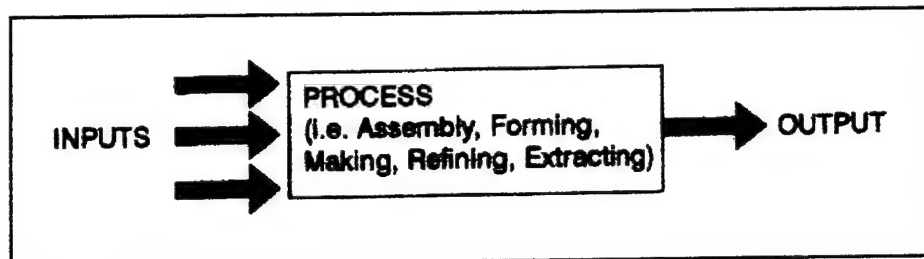 INPUTS
PROCESS
(i.e. Assembly, Forming,
Making, Refining, Extracting)
OUTPUT